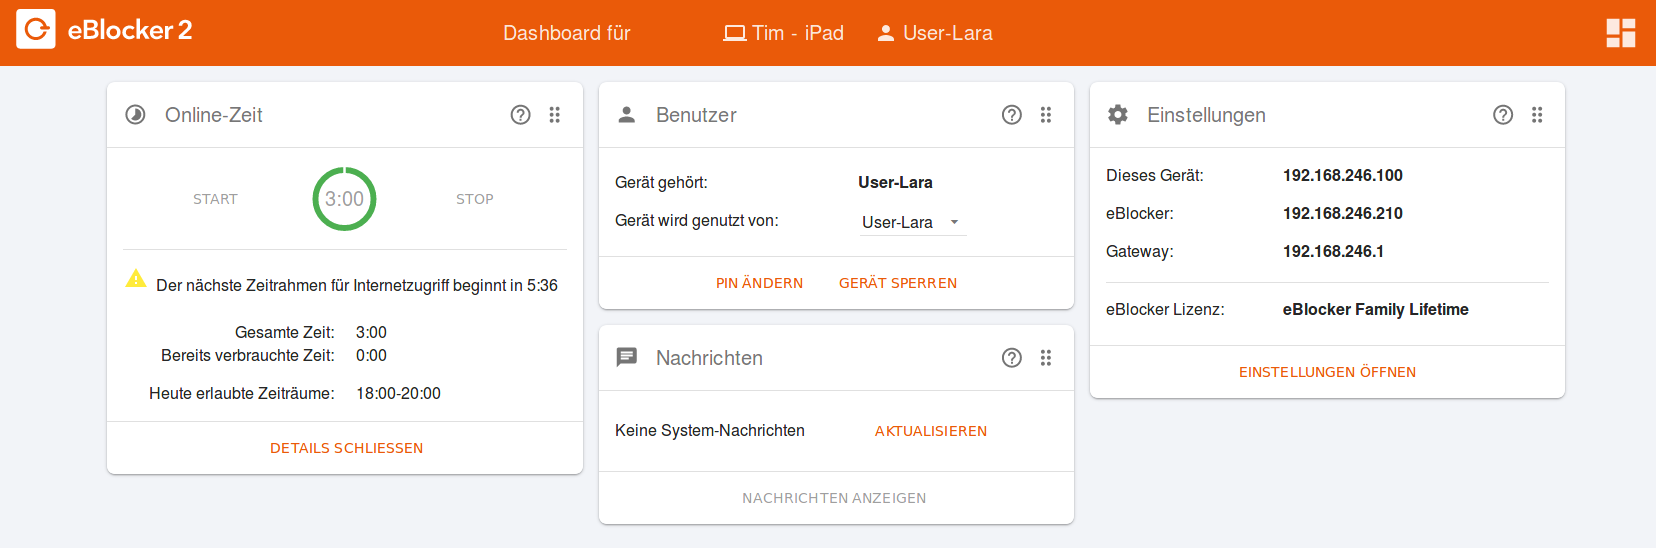 eBlocker 2
Dashboard für Tim - iPad User-Lara
Online-Zeit
START 3:00 STOP
Der nächste Zeitrahmen für Internetzugriff beginnt in 5:36
Gesamte Zeit: 3:00
Bereits verbrauchte Zeit: 0:00
Heute erlaubte Zeiträume: 18:00-20:00
DETAILS SCHLIESSEN
Benutzer
Gerät gehört: User-Lara
Gerät wird genutzt von: User-Lara
PIN ÄNDERN GERÄT SPERREN
Nachrichten
Keine System-Nachrichten AKTUALISIEREN
NACHRICHTEN ANZEIGEN
Einstellungen
Dieses Gerät: 192.168.246.100
eBlocker: 192.168.246.210
Gateway: 192.168.246.1
eBlocker Lizenz: eBlocker Family Lifetime
EINSTELLUNGEN ÖFFNEN